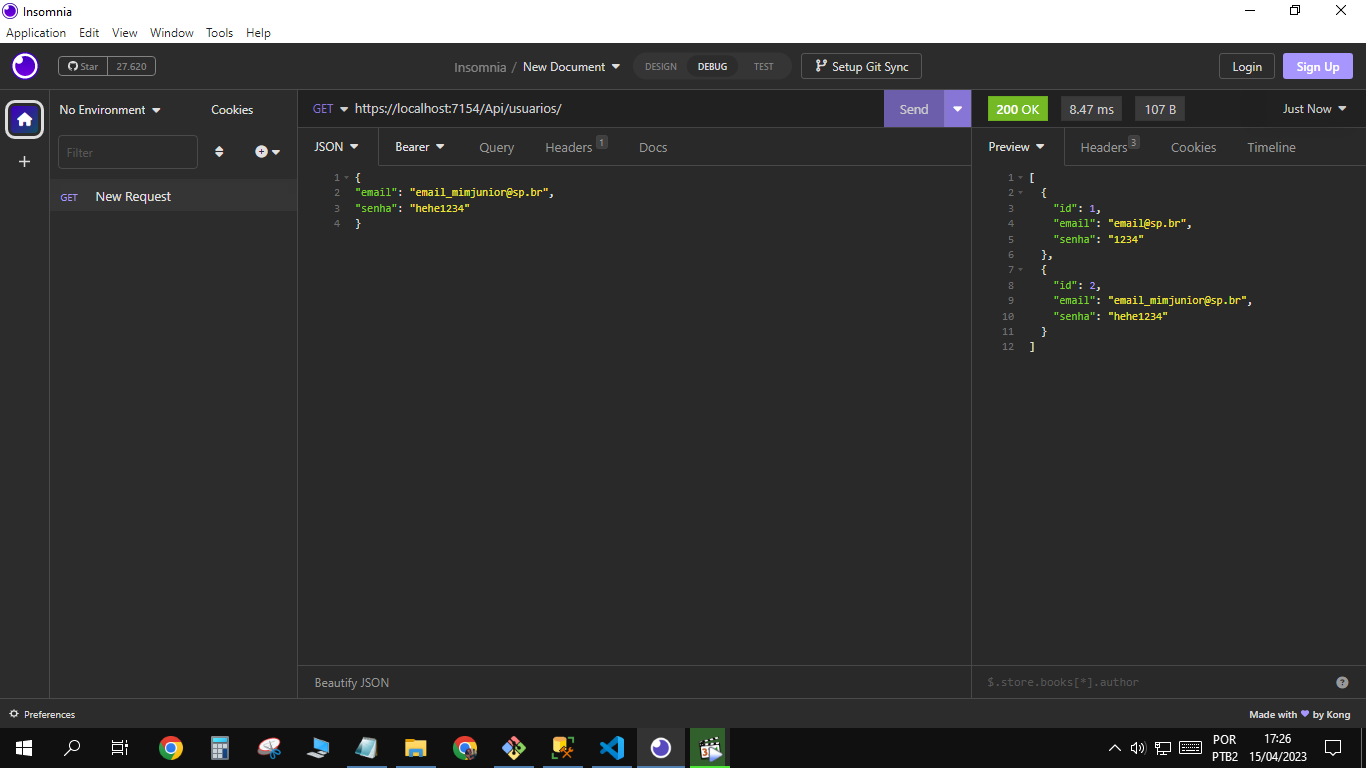 Insomnia
Application Edit View Window Tools Help
Star 27.620
Insomnia / New Document
DESIGN DEBUG TEST
Setup Git Sync
Login
Sign Up
No Environment
Cookies
Filter
GET New Request
GET https://localhost:7154/Api/usuarios/
Send
JSON Bearer Query Headers 1 Docs
1 {
2 "email": "email_mimjunior@sp.br",
3 "senha": "hehe1234"
4 }
Beautify JSON
200 OK 8.47 ms 107 B Just Now
Preview Headers 3 Cookies Timeline
1 [
2 {
3 "id": 1,
4 "email": "email@sp.br",
5 "senha": "1234"
6 },
7 {
8 "id": 2,
9 "email": "email_mimjunior@sp.br",
10 "senha": "hehe1234"
11 }
12 ]
$.store.books[*].author
?
Preferences
Made with ♥ by Kong
POR
PTB2
17:26
15/04/2023